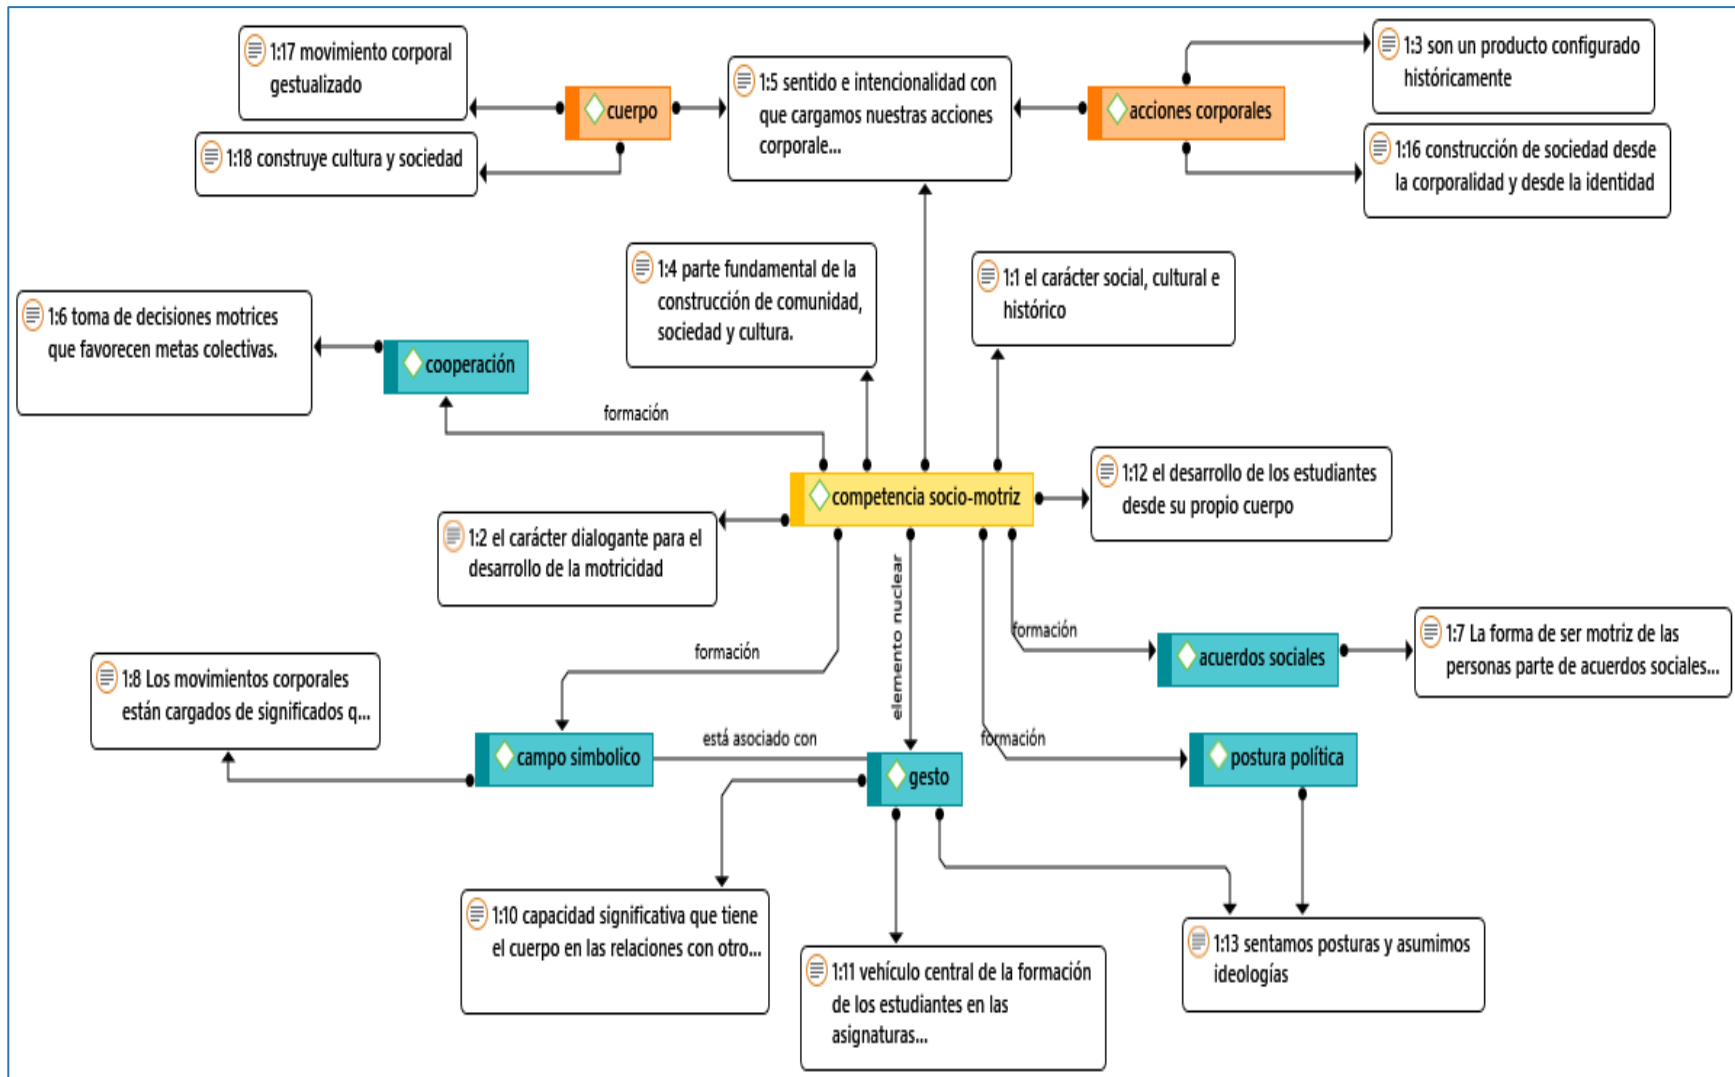 1:17 movimiento corporal
gestualizado
1:18 construye cultura y sociedad
cuerpo
1:5 sentido e intencionalidad con
que cargamos nuestras acciones
corporale...
acciones corporales
1:3 son un producto configurado
históricamente
1:16 construcción de sociedad desde
la corporalidad y desde la identidad
1:4 parte fundamental de la
construcción de comunidad,
sociedad y cultura.
1:1 el carácter social, cultural e
histórico
1:6 toma de decisiones motrices
que favorecen metas colectivas.
cooperación
formación
competencia socio-motriz
1:12 el desarrollo de los estudiantes
desde su propio cuerpo
1:2 el carácter dialogante para el
desarrollo de la motricidad
elemento nuclear
formación
formación
acuerdos sociales
1:7 La forma de ser motriz de las
personas parte de acuerdos sociales...
1:8 Los movimientos corporales
están cargados de significados q...
campo simbolico
está asociado con
gesto
formación
postura política
1:10 capacidad significativa que tiene
el cuerpo en las relaciones con otro...
1:11 vehículo central de la formación
de los estudiantes en las
asignaturas...
1:13 sentamos posturas y asumimos
ideologías